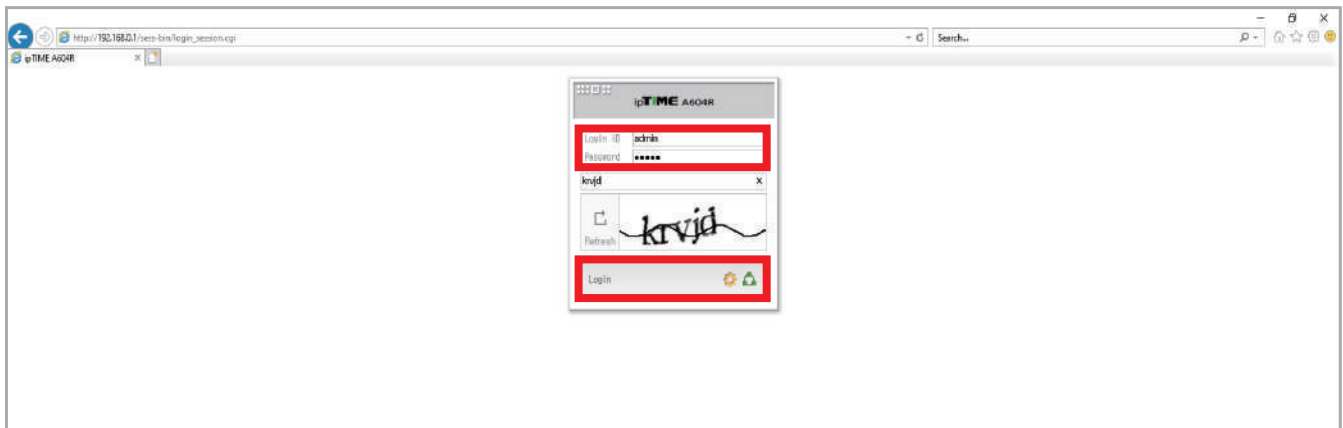 http://192.168.0.1/sess-bin/login_session.cgi
Search...
ipTIME A604R
ipTIME A604R
Login ID admin
Password •••••
krvjd x
Refresh krvjd
Login